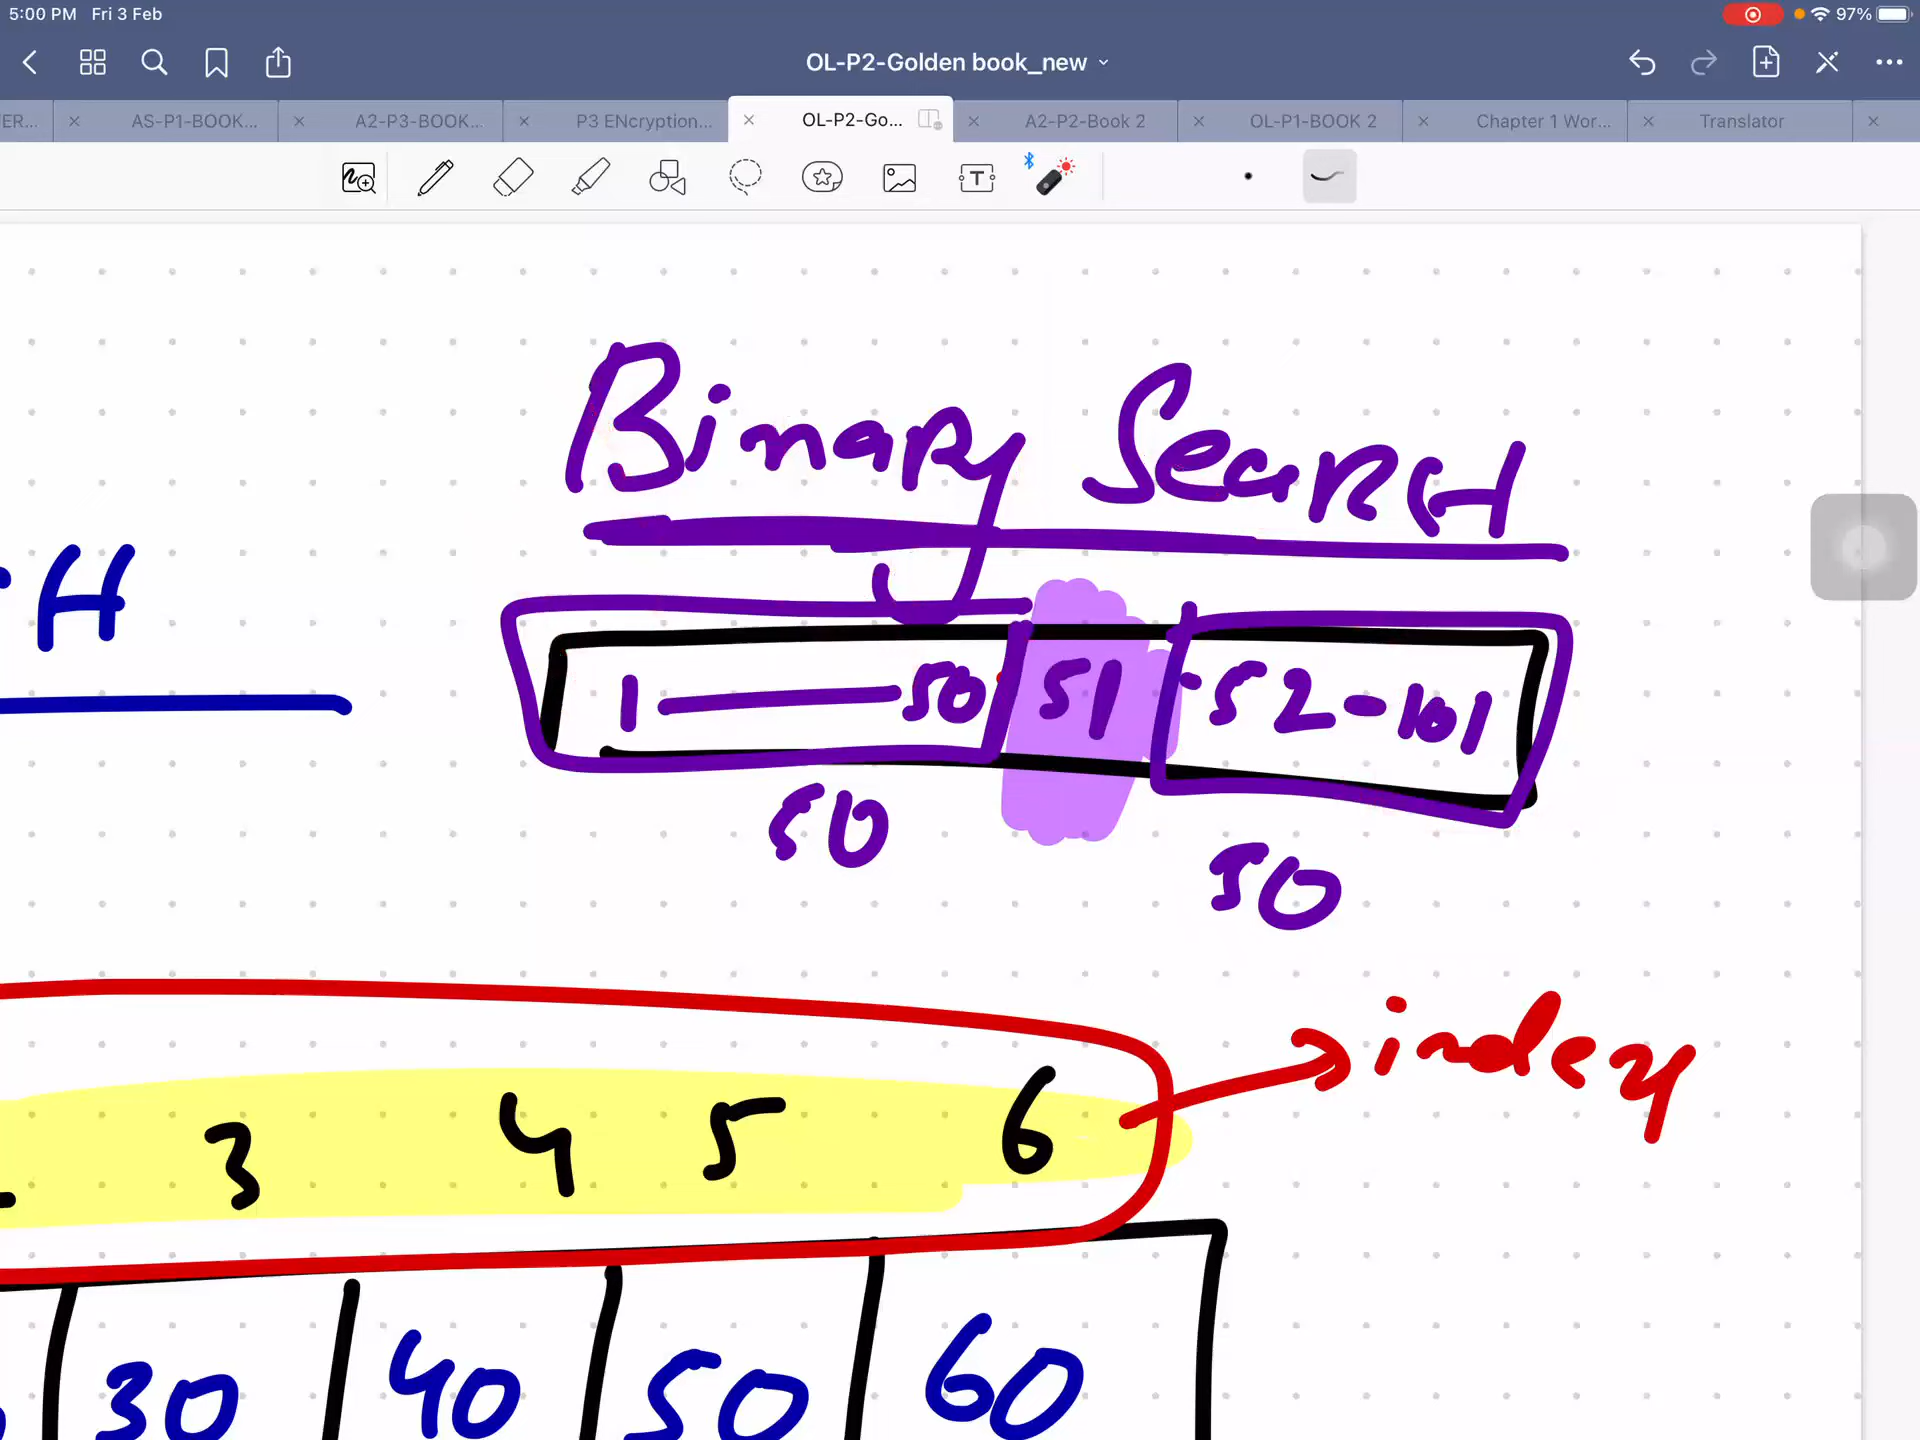 5:00 PM Fri 3 Feb 97%
OL-P2-Golden book_new
ER... AS-P1-BOOK... A2-P3-BOOK... P3 ENcryption... OL-P2-Go... A2-P2-Book 2 OL-P1-BOOK 2 Chapter 1 Wor... Translator
Binary Search
H
1 50 51 52-101
50 50
index
3 4 5 6
30 40 50 60